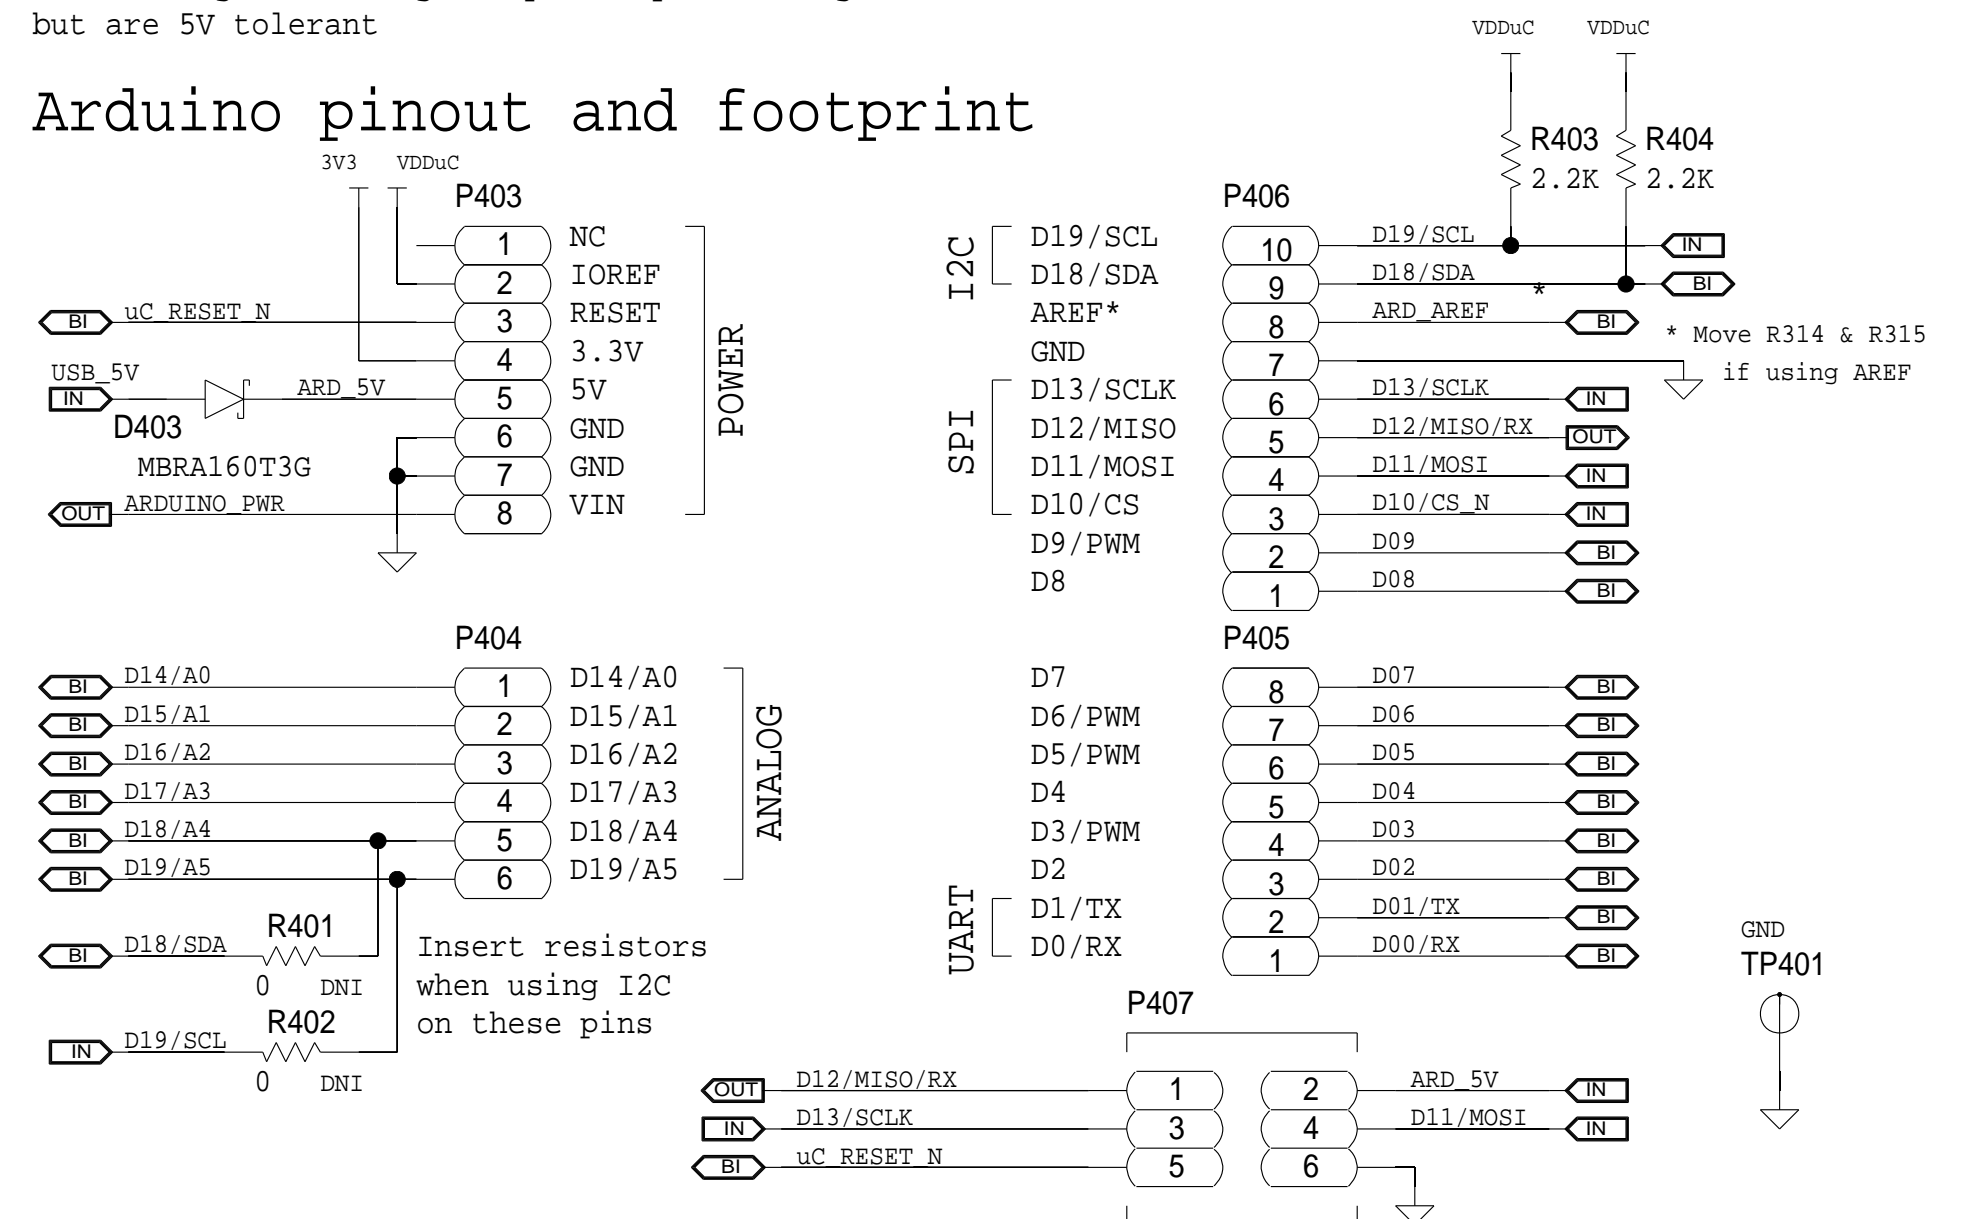 but are 5V tolerant
Arduino pinout and footprint
3V3 VDDuC
P403
1 NC
2 IOREF
BI uC_RESET_N 3 RESET
4 3.3V
USB_5V
IN ARD_5V 5 5V
D403
6 GND
MBRA160T3G
7 GND
OUT ARDUINO_PWR 8 VIN
POWER
P404
BI D14/A0 1 D14/A0
BI D15/A1 2 D15/A1
BI D16/A2 3 D16/A2
BI D17/A3 4 D17/A3
BI D18/A4 5 D18/A4
BI D19/A5 6 D19/A5
ANALOG
R401
BI D18/SDA
0 DNI
R402
IN D19/SCL
0 DNI
Insert resistors
when using I2C
on these pins
VDDuC VDDuC
R403 R404
2.2K 2.2K
P406
I2C
D19/SCL 10 D19/SCL IN
D18/SDA 9 D18/SDA BI
*
AREF* 8 ARD_AREF BI
GND 7
* Move R314 & R315
if using AREF
SPI
D13/SCLK 6 D13/SCLK IN
D12/MISO 5 D12/MISO/RX OUT
D11/MOSI 4 D11/MOSI IN
D10/CS 3 D10/CS_N IN
D9/PWM 2 D09 BI
D8 1 D08 BI
P405
D7 8 D07 BI
D6/PWM 7 D06 BI
D5/PWM 6 D05 BI
D4 5 D04 BI
D3/PWM 4 D03 BI
D2 3 D02 BI
UART
D1/TX 2 D01/TX BI
D0/RX 1 D00/RX BI
GND
TP401
P407
OUT D12/MISO/RX 1 2 ARD_5V IN
IN D13/SCLK 3 4 D11/MOSI IN
BI uC_RESET_N 5 6